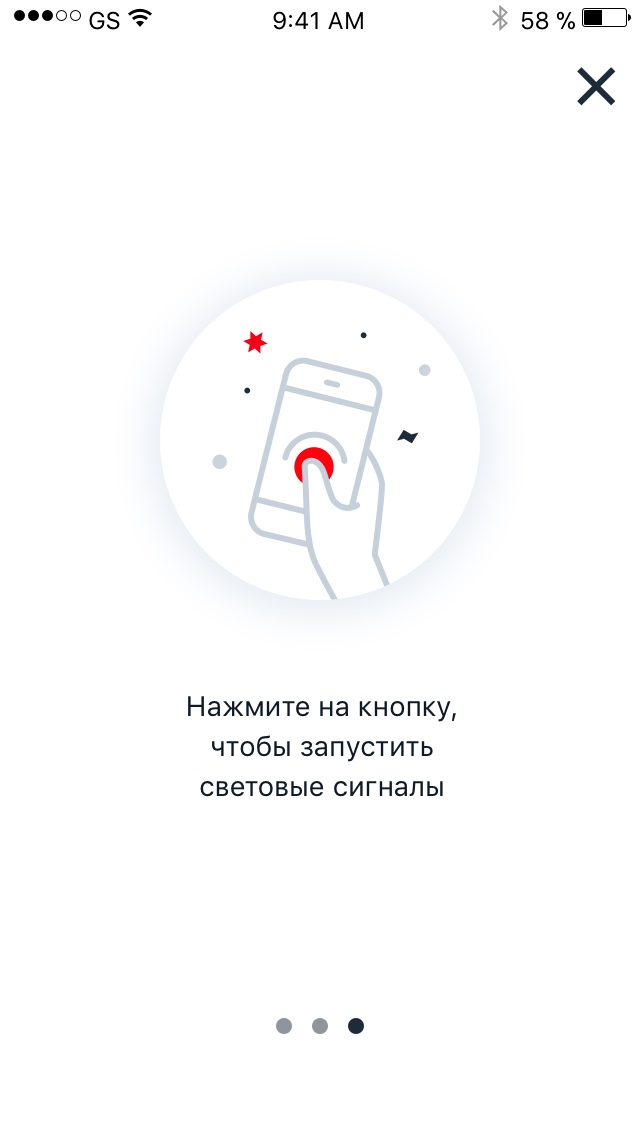 GS 9:41 AM 58 %
Нажмите на кнопку,
чтобы запустить
световые сигналы